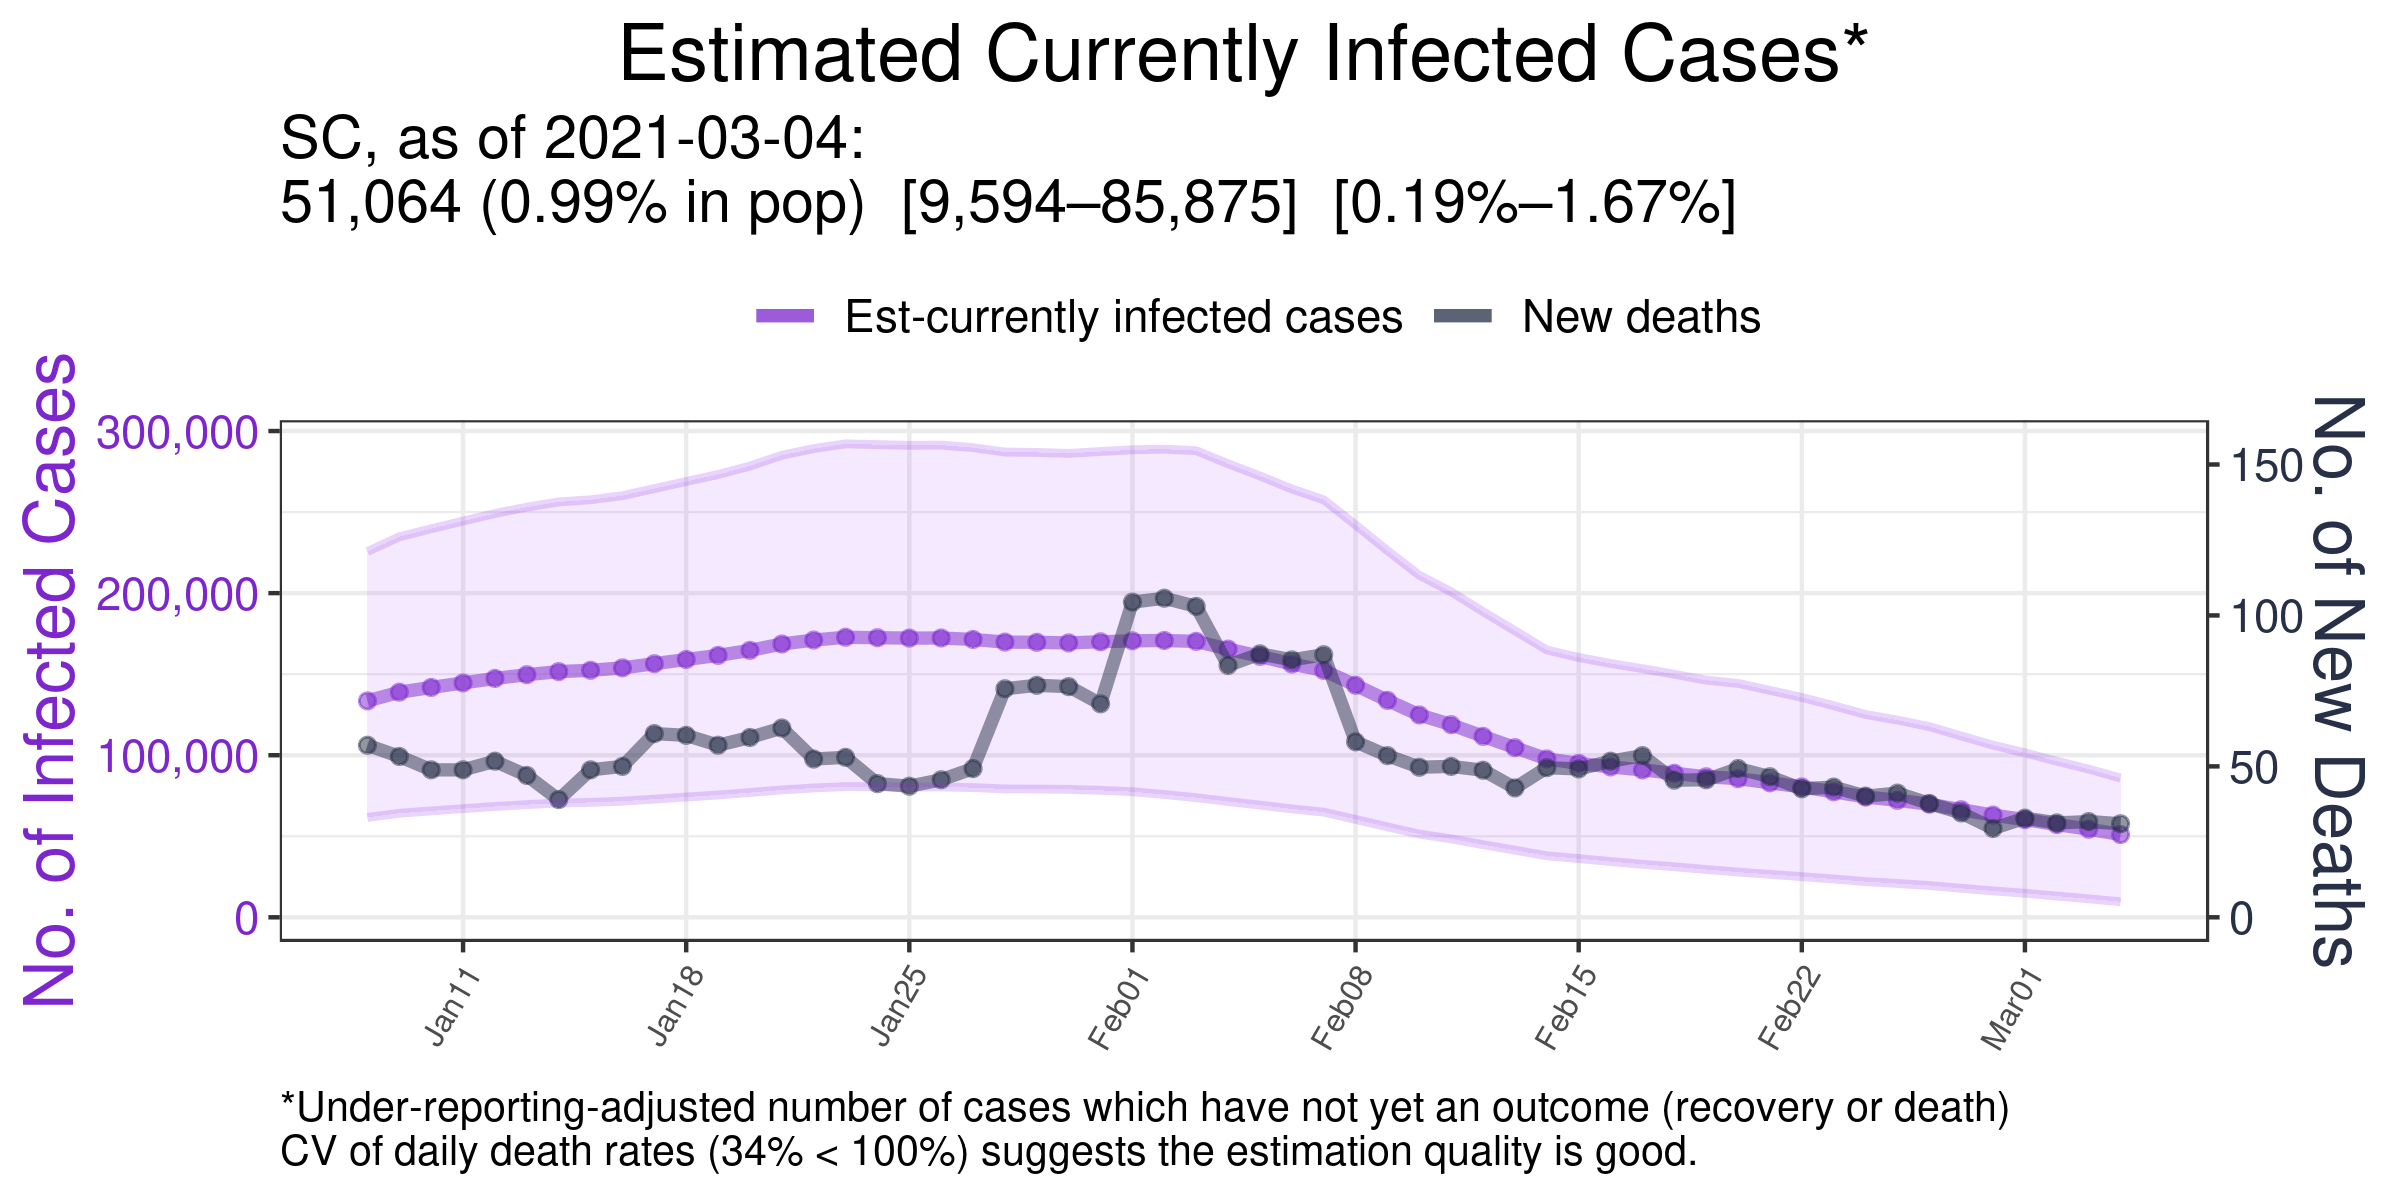 Estimated Currently Infected Cases*
SC, as of 2021-03-04:
51,064 (0.99% in pop)  [9,594–85,875]  [0.19%–1.67%]
Est-currently infected cases
New deaths
No. of Infected Cases
300,000
200,000
100,000
0
150
100
50
0
No. of New Deaths
Jan11
Jan18
Jan25
Feb01
Feb08
Feb15
Feb22
Mar01
*Under-reporting-adjusted number of cases which have not yet an outcome (recovery or death)
CV of daily death rates (34% < 100%) suggests the estimation quality is good.